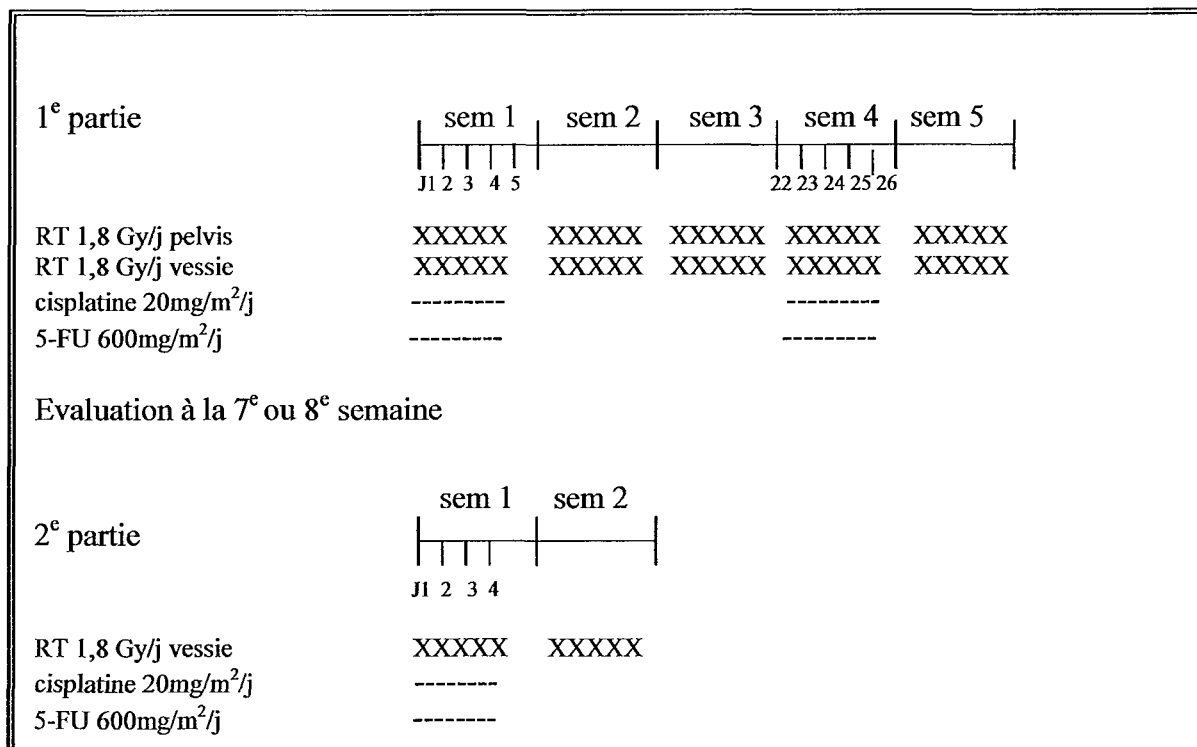 1e partie
sem 1 sem 2 sem 3 sem 4 sem 5
J1 2 3 4 5 22 23 24 25 26
RT 1,8 Gy/j pelvis XXXXX XXXXX XXXXX XXXXX XXXXX
RT 1,8 Gy/j vessie XXXXX XXXXX XXXXX XXXXX XXXXX
cisplatine 20mg/m²/j --------- ---------
5-FU 600mg/m²/j --------- ---------
Evaluation à la 7e ou 8e semaine
sem 1 sem 2
2e partie
J1 2 3 4
RT 1,8 Gy/j vessie XXXXX XXXXX
cisplatine 20mg/m²/j --------
5-FU 600mg/m²/j --------